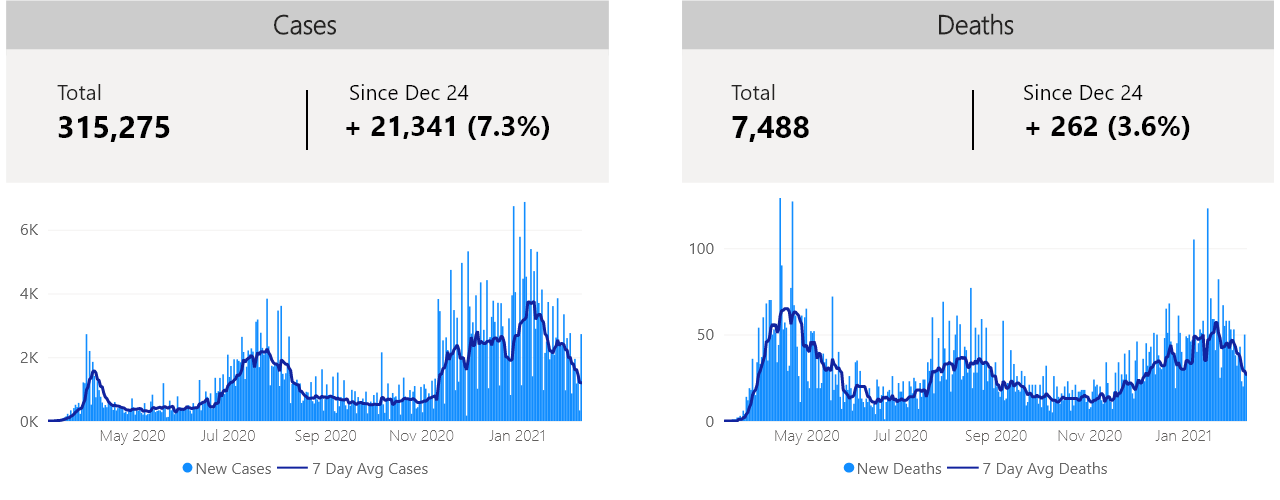 Cases
Total
Since Dec 24
315,275
+ 21,341 (7.3%)
6K
4K
2K
0K
May 2020
Jul 2020
Sep 2020
Nov 2020
Jan 2021
New Cases
7 Day Avg Cases
Deaths
Total
Since Dec 24
7,488
+ 262 (3.6%)
100
50
0
May 2020
Jul 2020
Sep 2020
Nov 2020
Jan 2021
New Deaths
7 Day Avg Deaths